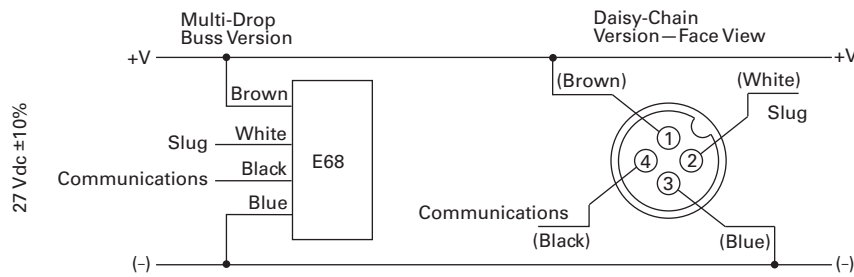 Multi-Drop
Buss Version
Daisy-Chain
Version—Face View
+V
+V
27 Vdc ±10%
Brown
White
Slug
Black
Communications
Blue
E68
(Brown)
(White)
Slug
1
4
2
3
Communications
(Black)
(Blue)
(–)
(–)